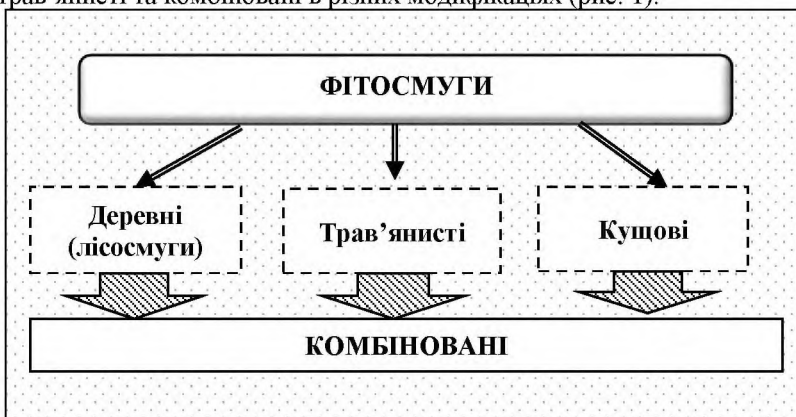 трав'янисті та комбіновані в різних модифікаціях (рис. 1).
ФІТОСМУГИ
Деревні
(лісосмуги)
Трав’янисті
Кущові
КОМБІНОВАНІ